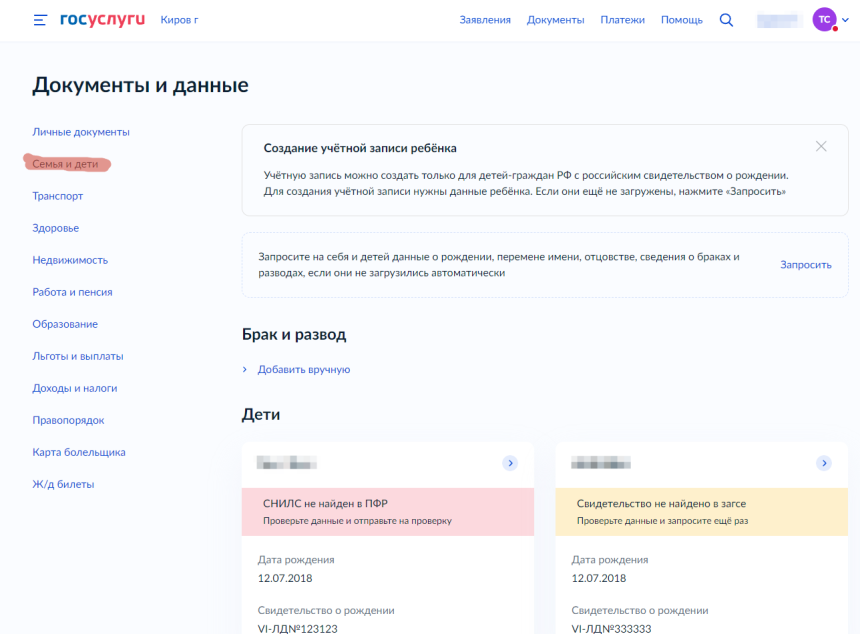 госуслуги Киров г Заявления Документы Платежи Помощь ТС
Документы и данные
Личные документы
Семья и дети
Транспорт
Здоровье
Недвижимость
Работа и пенсия
Образование
Льготы и выплаты
Доходы и налоги
Правопорядок
Карта болельщика
Ж/д билеты
Создание учётной записи ребёнка
Учётную запись можно создать только для детей-граждан РФ с российским свидетельством о рождении.
Для создания учётной записи нужны данные ребёнка. Если они ещё не загружены, нажмите «Запросить»
Запросите на себя и детей данные о рождении, перемене имени, отцовстве, сведения о браках и
разводах, если они не загрузились автоматически
Запросить
Брак и развод
Добавить вручную
Дети
СНИЛС не найден в ПФР
Проверьте данные и отправьте на проверку
Дата рождения
12.07.2018
Свидетельство о рождении
VI-ЛД№123123
Свидетельство не найдено в загсе
Проверьте данные и запросите ещё раз
Дата рождения
12.07.2018
Свидетельство о рождении
VI-ЛД№333333